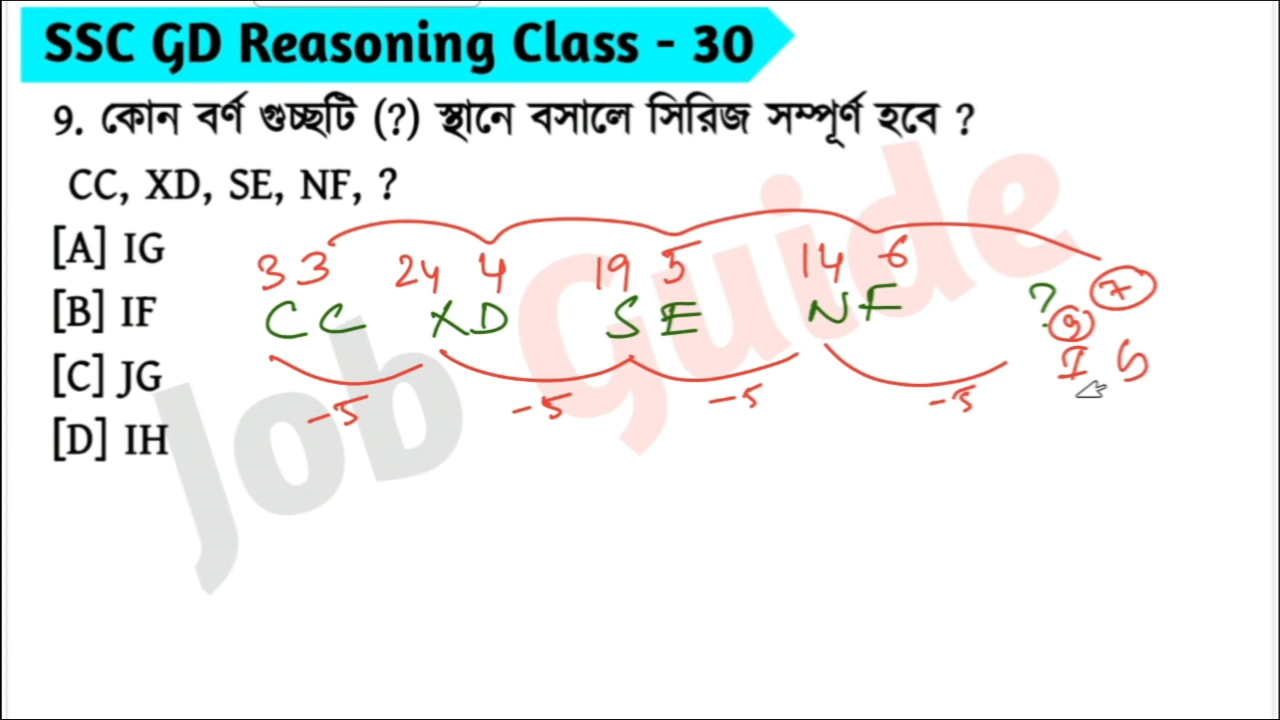 SSC GD Reasoning Class - 30
9. কোন বর্ণ গুচ্ছটি (?) স্থানে বসালে সিরিজ সম্পূর্ণ হবে ?
CC, XD, SE, NF, ?
[A] IG
[B] IF
[C] JG
[D] IH
3 3 24 4 19 5 14 6 7
CC XD SE NF ?
9
I G
-5 -5 -5 -5
Job Guide